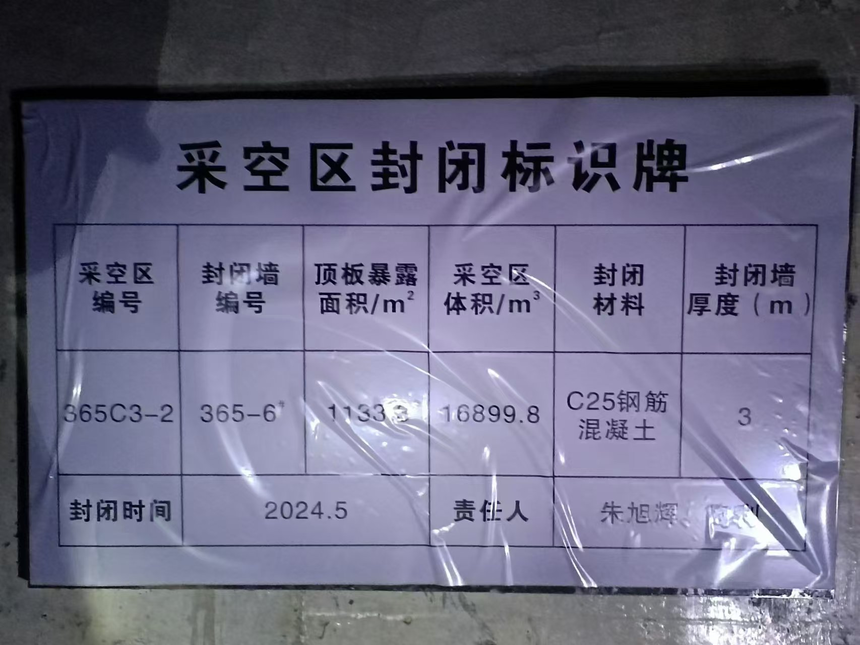 采空区封闭标识牌
采空区
编号
封闭墙
编号
顶板暴露
面积/m²
采空区
体积/m³
封闭
材料
封闭墙
厚度（m）
365C3-2
365-6#
1133.3
16899.8
C25钢筋
混凝土
3
封闭时间
2024.5
责任人
朱旭辉、